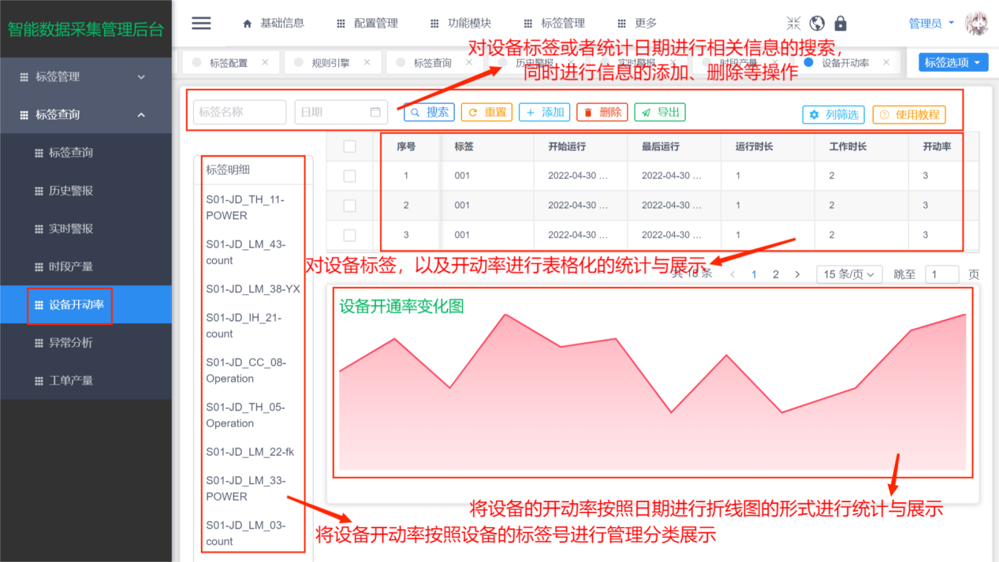 智能数据采集管理后台
基础信息
配置管理
功能模块
标签管理
更多
管理员
对设备标签或者统计日期进行相关信息的搜索，
同时进行信息的添加、删除等操作
标签配置 ×
规则引擎 ×
标签查询 ×
历史警报 ×
实时警报 ×
时段产量 ×
设备开动率 ×
标签选项
标签管理
标签查询
标签查询
历史警报
实时警报
时段产量
设备开动率
异常分析
工单产量
标签名称
日期
搜索
重置
添加
删除
导出
列筛选
使用教程
标签明细
S01-JD_TH_11-
POWER
S01-JD_LM_43-
count
S01-JD_LM_38-YX
S01-JD_IH_21-
count
S01-JD_CC_08-
Operation
S01-JD_TH_05-
Operation
S01-JD_LM_22-fk
S01-JD_LM_33-
POWER
S01-JD_LM_03-
count
序号 标签 开始运行 最后运行 运行时长 工作时长 开动率
1 001 2022-04-30 ... 2022-04-30 ... 1 2 3
2 001 2022-04-30 ... 2022-04-30 ... 1 2 3
3 001 2022-04-30 ... 2022-04-30 ... 1 2 3
对设备标签，以及开动率进行表格化的统计与展示
共 18 条 < 1 2 > 15 条/页 跳至 1 页
设备开通率变化图
将设备的开动率按照日期进行折线图的形式进行统计与展示
将设备开动率按照设备的标签号进行管理分类展示